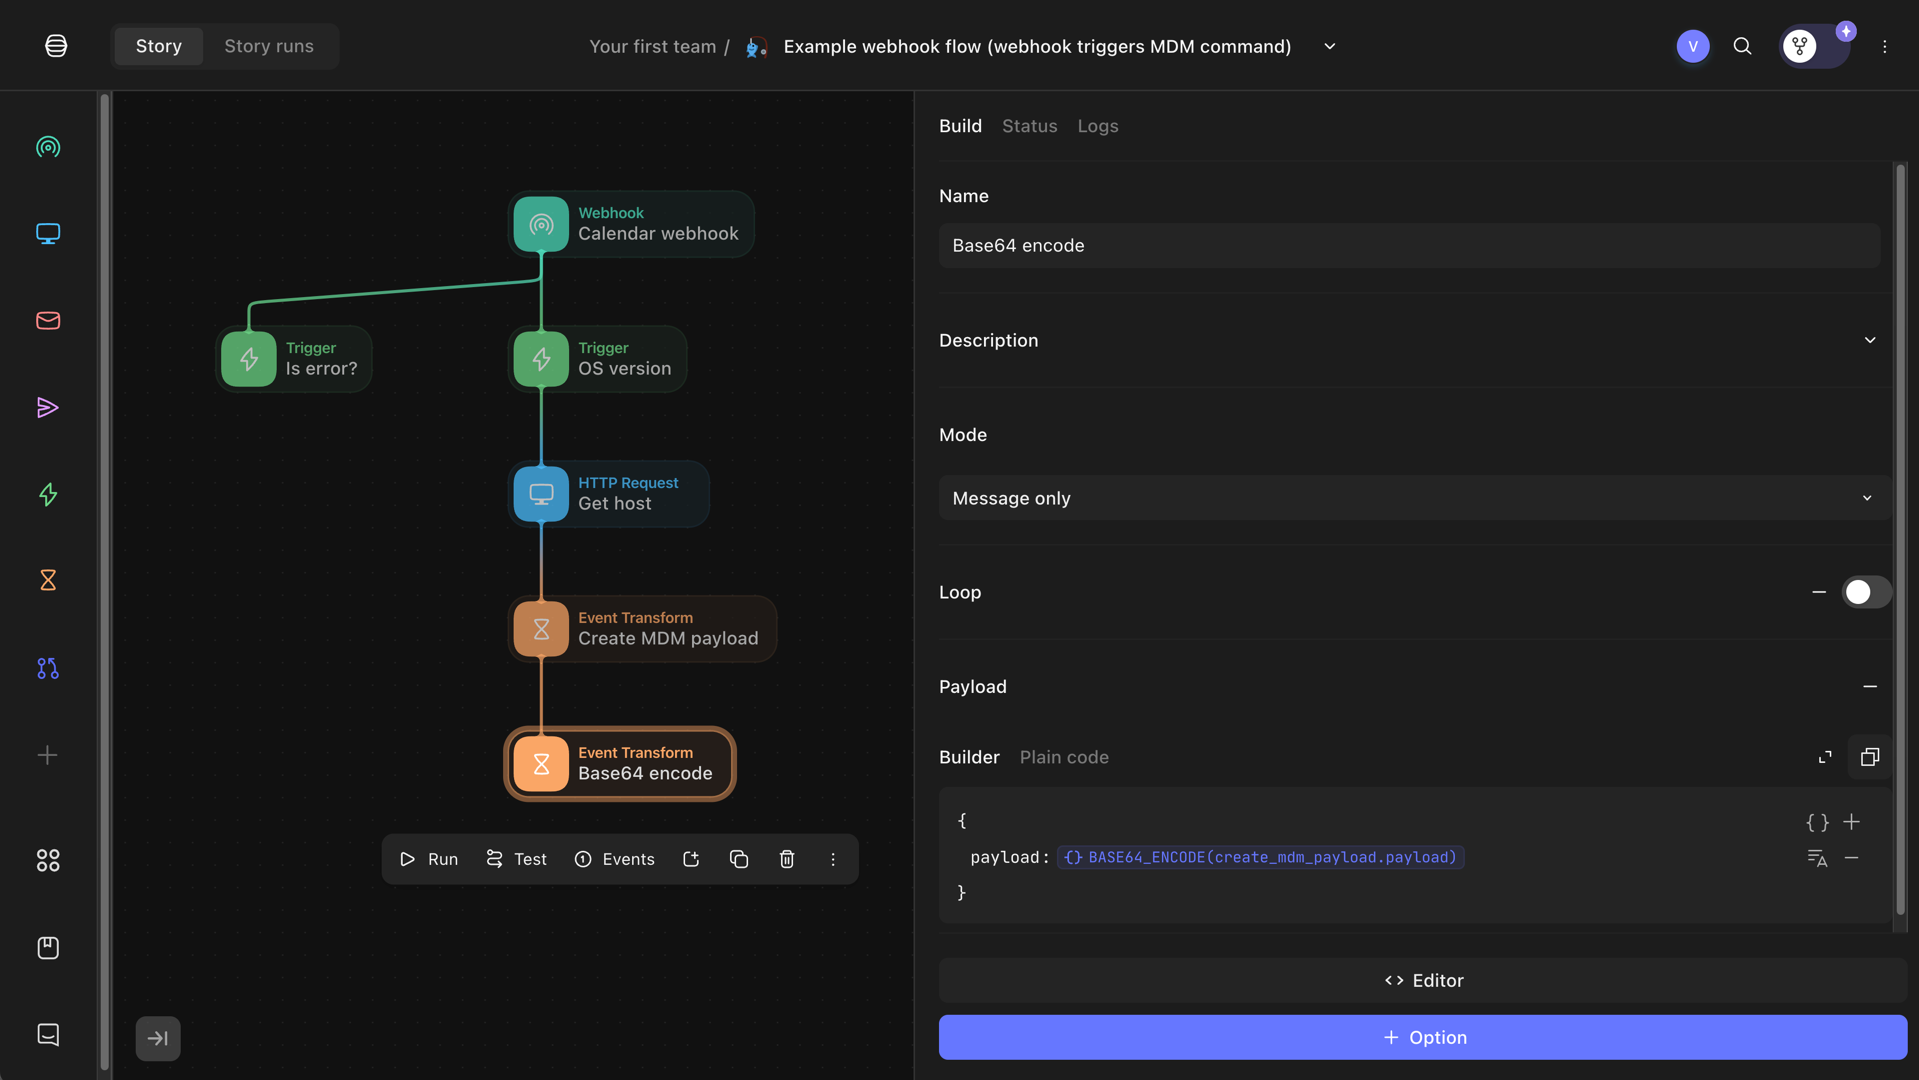 Story
Story runs
Your first team / Example webhook flow (webhook triggers MDM command)
V
Webhook
Calendar webhook
Trigger
Is error?
Trigger
OS version
HTTP Request
Get host
Event Transform
Create MDM payload
Event Transform
Base64 encode
Run
Test
1 Events
Build
Status
Logs
Name
Base64 encode
Description
Mode
Message only
Loop
Payload
Builder
Plain code
{
payload: {} BASE64_ENCODE(create_mdm_payload.payload)
}
<> Editor
+ Option